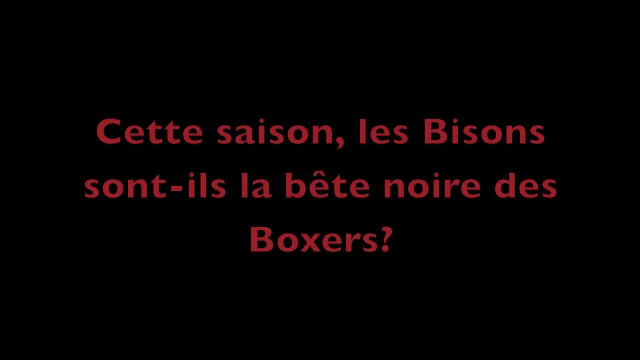 Cette saison, les Bisons
sont-ils la bête noire des
Boxers?